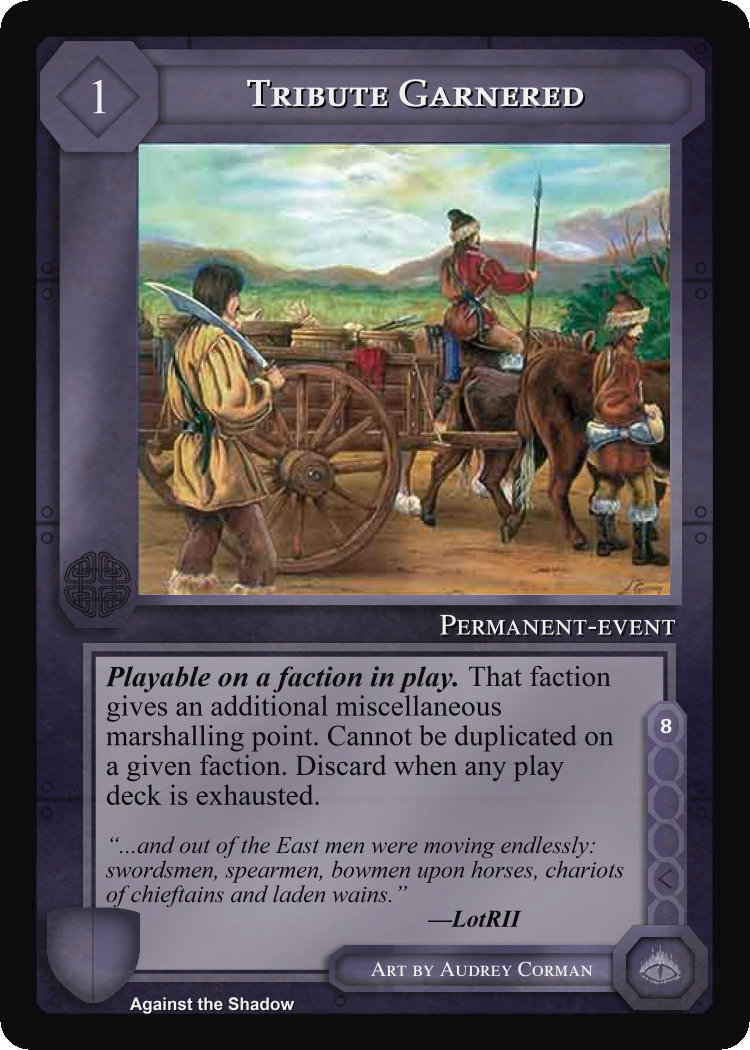 1
Tribute Garnered
Permanent-event
Playable on a faction in play. That faction
gives an additional miscellaneous
marshalling point. Cannot be duplicated on
a given faction. Discard when any play
deck is exhausted.
8
“...and out of the East men were moving endlessly:
swordsmen, spearmen, bowmen upon horses, chariots
of chieftains and laden wains.”
—LotRII
Art by Audrey Corman
Against the Shadow